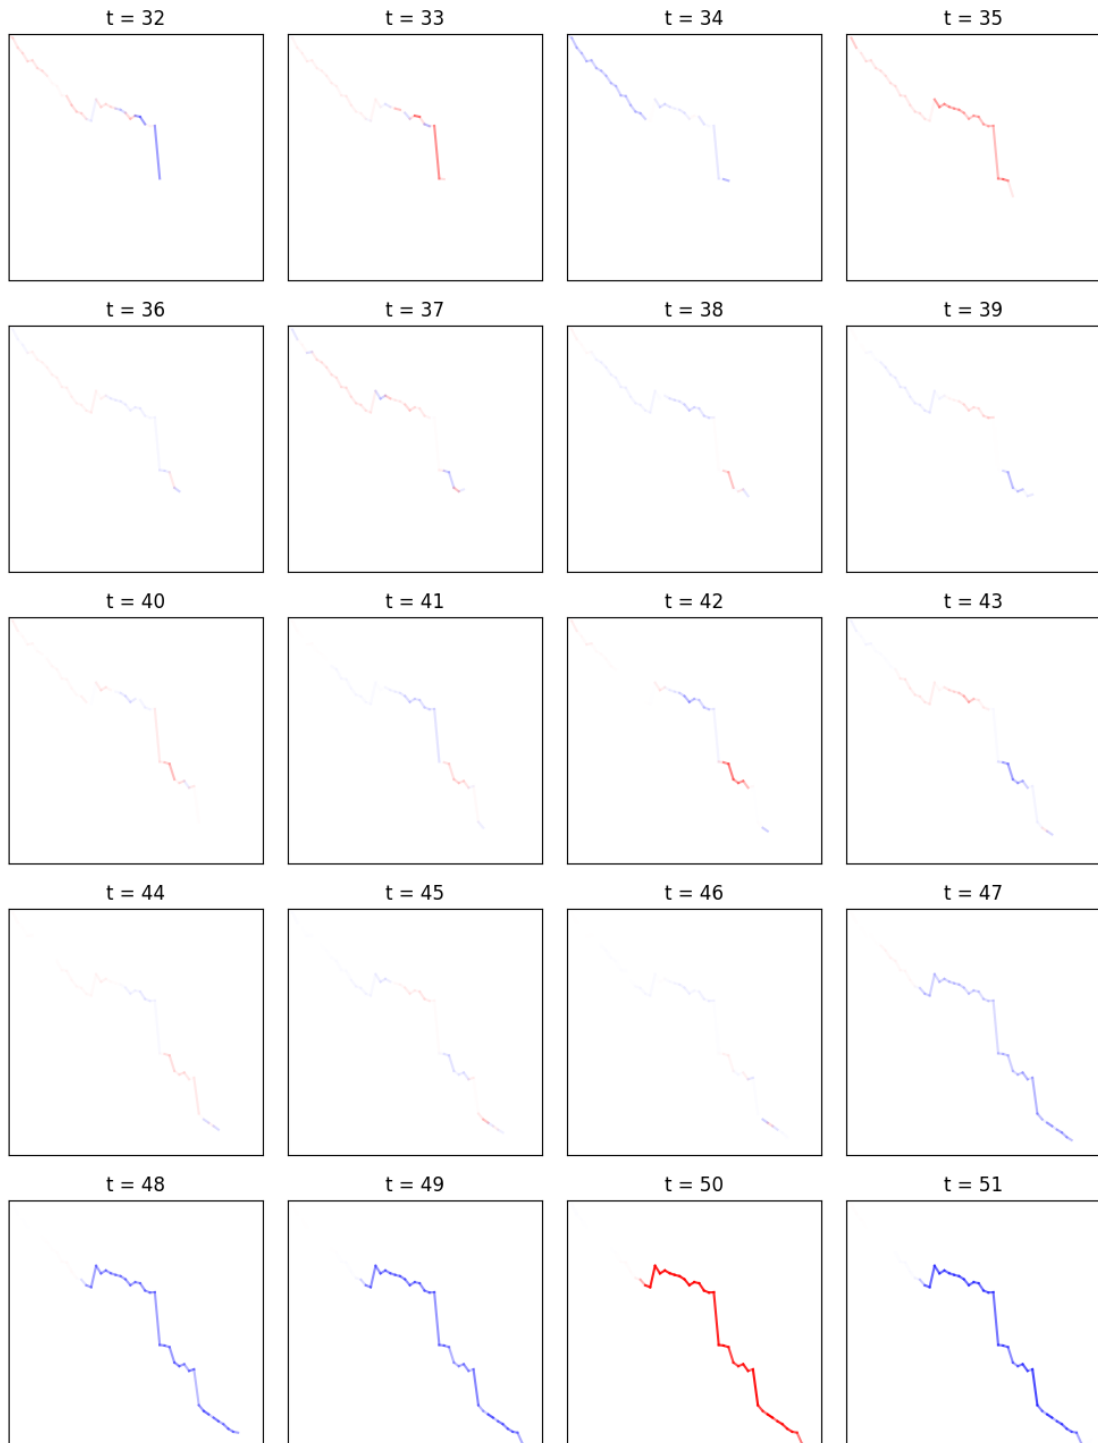 t = 32 t = 33 t = 34 t = 35
t = 36 t = 37 t = 38 t = 39
t = 40 t = 41 t = 42 t = 43
t = 44 t = 45 t = 46 t = 47
t = 48 t = 49 t = 50 t = 51